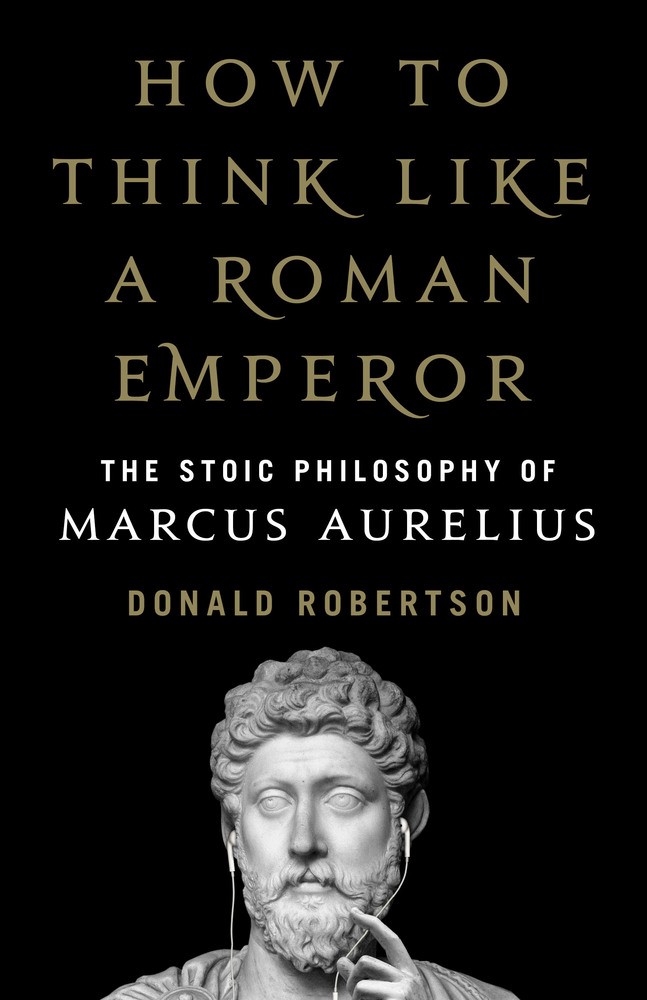 HOW TO
THINK LIKE
A ROMAN
EMPEROR
THE STOIC PHILOSOPHY OF
MARCUS AURELIUS
DONALD ROBERTSON